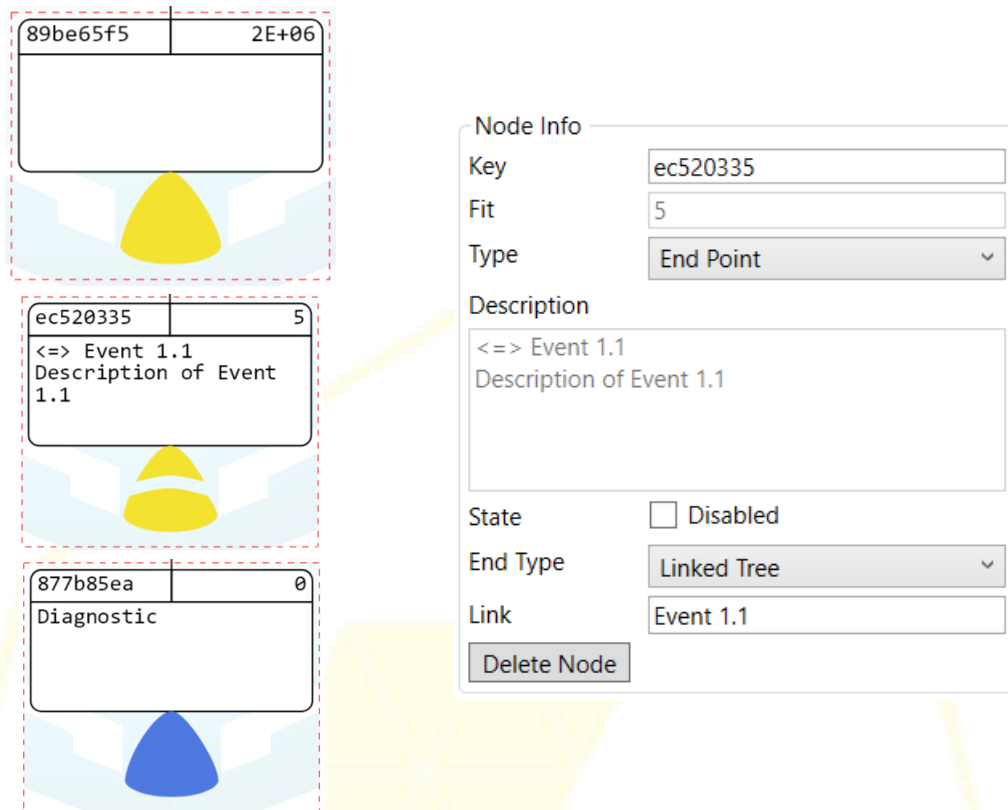 89be65f5 2E+06
ec520335 5
<=> Event 1.1
Description of Event
1.1
877b85ea 0
Diagnostic
Node Info
Key ec520335
Fit 5
Type End Point
Description
<=> Event 1.1
Description of Event 1.1
State Disabled
End Type Linked Tree
Link Event 1.1
Delete Node